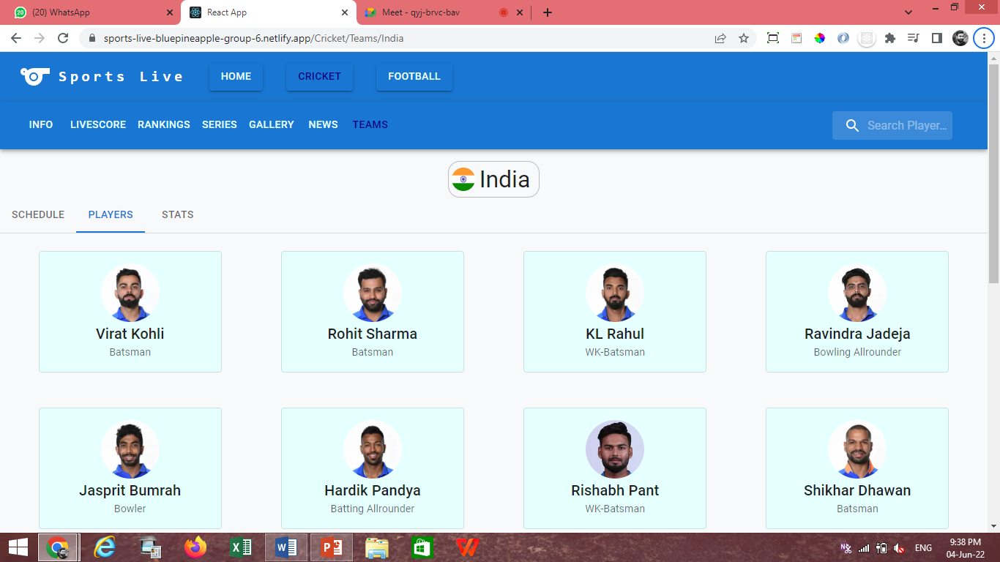 (20) WhatsApp
React App
Meet - qyj-brvc-bav
sports-live-bluepineapple-group-6.netlify.app/Cricket/Teams/India
Sports Live
HOME
CRICKET
FOOTBALL
INFO
LIVESCORE
RANKINGS
SERIES
GALLERY
NEWS
TEAMS
Search Player...
India
SCHEDULE
PLAYERS
STATS
Virat Kohli
Batsman
Rohit Sharma
Batsman
KL Rahul
WK-Batsman
Ravindra Jadeja
Bowling Allrounder
Jasprit Bumrah
Bowler
Hardik Pandya
Batting Allrounder
Rishabh Pant
WK-Batsman
Shikhar Dhawan
Batsman
ENG
9:38 PM
04-Jun-22